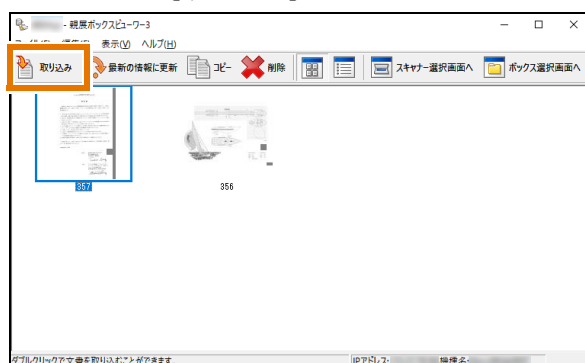 - 親展ボックスビューワー3
表示(V) ヘルプ(H)
取り込み 最新の情報に更新 コピー 削除 スキャナー選択画面へ ボックス選択画面へ
357 356
ダブルクリックで文書を取り込むことができます IPアドレス: 機種名: